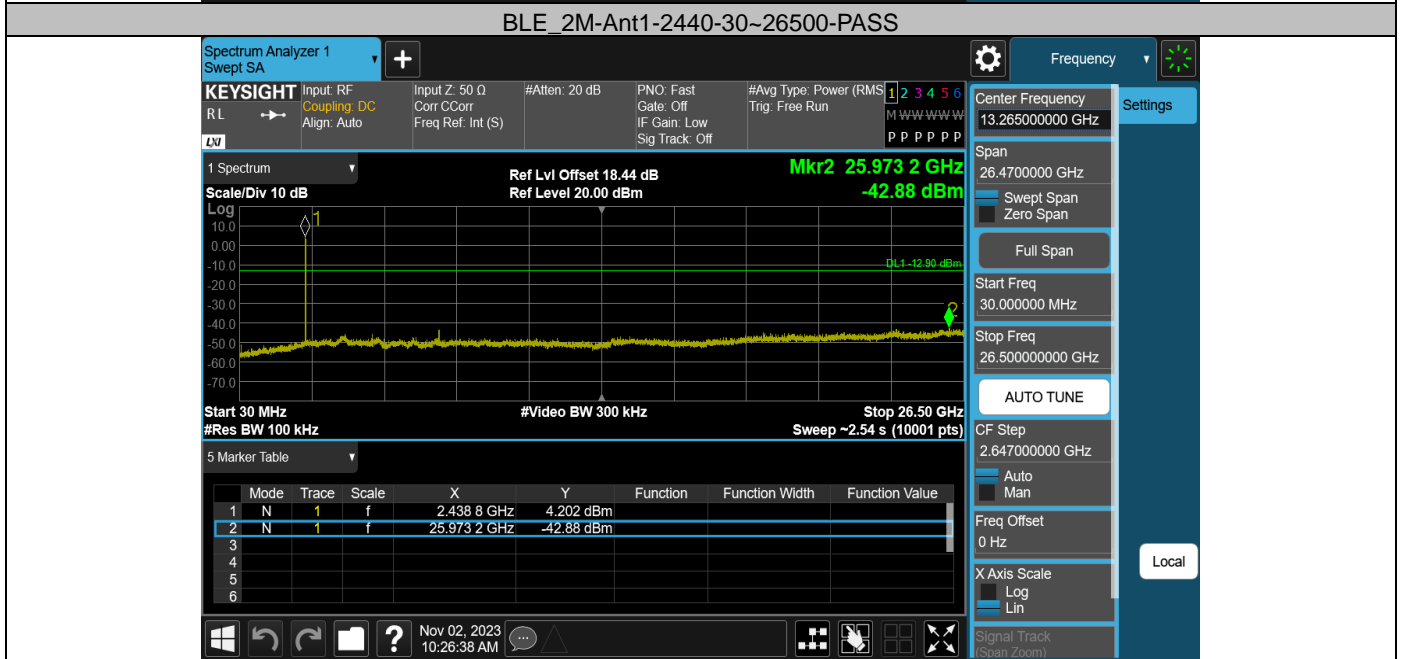 BLE_2M-Ant1-2440-30~26500-PASS
Spectrum Analyzer 1
Swept SA
Frequency
KEYSIGHT
RL
LXI
Input: RF
Coupling: DC
Align: Auto
Input Z: 50 Ω
Corr CCorr
Freq Ref: Int (S)
#Atten: 20 dB
PNO: Fast
Gate: Off
IF Gain: Low
Sig Track: Off
#Avg Type: Power (RMS
Trig: Free Run
1 2 3 4 5 6
M W W W W W
P P P P P P
1 Spectrum
Scale/Div 10 dB
Log
Ref Lvl Offset 18.44 dB
Ref Level 20.00 dBm
Mkr2 25.973 2 GHz
-42.88 dBm
10.0
0.00
-10.0
-20.0
-30.0
-40.0
-50.0
-60.0
-70.0
1
DL1 -12.90 dBm
2
Start 30 MHz
#Res BW 100 kHz
#Video BW 300 kHz
Stop 26.50 GHz
Sweep ~2.54 s (10001 pts)
5 Marker Table
Mode Trace Scale X Y Function Function Width Function Value
1 N 1 f 2.438 8 GHz 4.202 dBm
2 N 1 f 25.973 2 GHz -42.88 dBm
3
4
5
6
Nov 02, 2023
10:26:38 AM
Center Frequency
13.265000000 GHz
Settings
Span
26.4700000 GHz
Swept Span
Zero Span
Full Span
Start Freq
30.000000 MHz
Stop Freq
26.500000000 GHz
AUTO TUNE
CF Step
2.647000000 GHz
Auto
Man
Freq Offset
0 Hz
Local
X Axis Scale
Log
Lin
Signal Track
(Span Zoom)